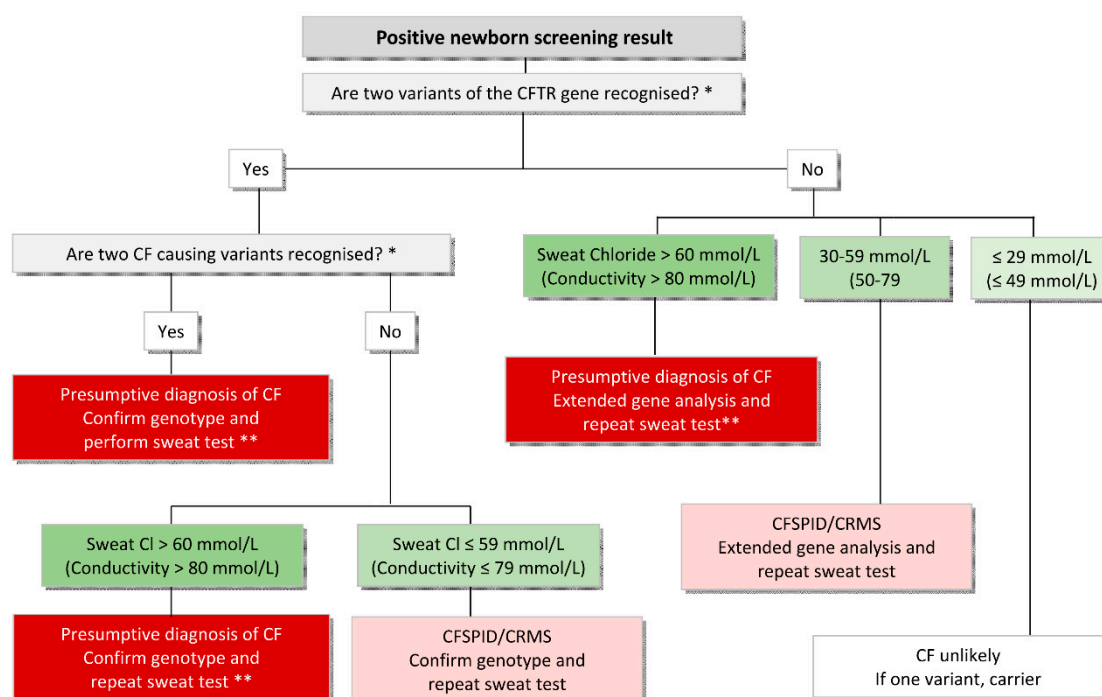 Positive newborn screening result
Are two variants of the CFTR gene recognised? *
Yes
No
Are two CF causing variants recognised? *
Sweat Chloride > 60 mmol/L
(Conductivity > 80 mmol/L)
30-59 mmol/L
(50-79
≤ 29 mmol/L
(≤ 49 mmol/L)
Yes
No
Presumptive diagnosis of CF
Confirm genotype and
perform sweat test **
Presumptive diagnosis of CF
Extended gene analysis and
repeat sweat test**
Sweat Cl > 60 mmol/L
(Conductivity > 80 mmol/L)
Sweat Cl ≤ 59 mmol/L
(Conductivity ≤ 79 mmol/L)
CFSPID/CRMS
Extended gene analysis and
repeat sweat test
Presumptive diagnosis of CF
Confirm genotype and
repeat sweat test **
CFSPID/CRMS
Confirm genotype and
repeat sweat test
CF unlikely
If one variant, carrier